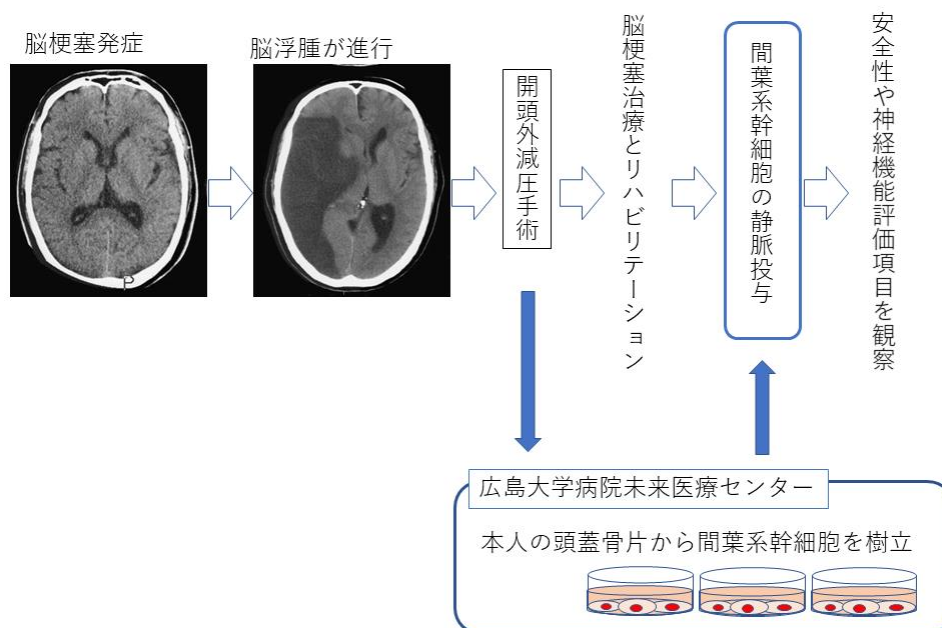 脳梗塞発症
脳浮腫が進行
開頭外減圧手術
脳梗塞治療とリハビリテーション
間葉系幹細胞の静脈投与
安全性や神経機能評価項目を観察
P
広島大学病院未来医療センター
本人の頭蓋骨片から間葉系幹細胞を樹立